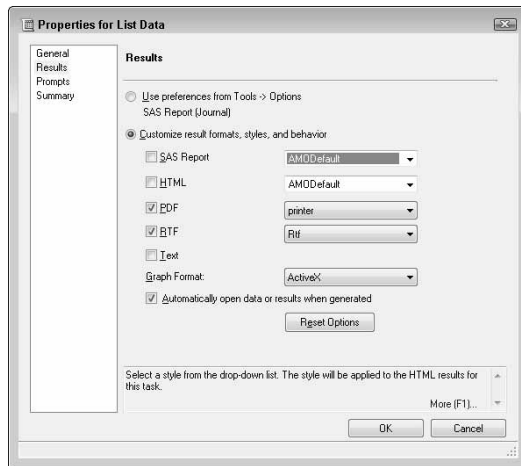 Properties for List Data
General
Results
Prompts
Summary
Results
Use preferences from Tools -> Options
SAS Report (Journal)
Customize result formats, styles, and behavior
SAS Report AMODefault
HTML AMODefault
PDF printer
RTF Rtf
Text
Graph Format: ActiveX
Automatically open data or results when generated
Reset Options
Select a style from the drop-down list. The style will be applied to the HTML results for
this task.
More (F1)...
OK Cancel